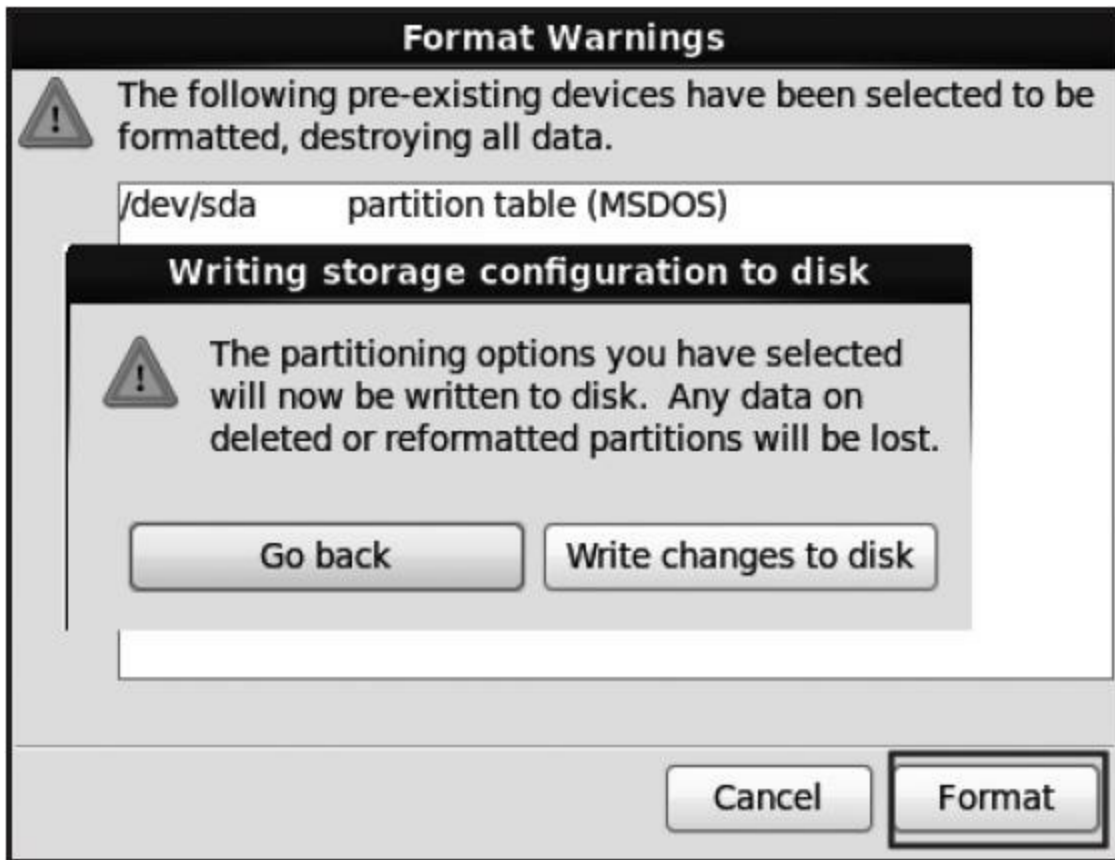 Format Warnings
The following pre-existing devices have been selected to be
formatted, destroying all data.
/dev/sda partition table (MSDOS)
Writing storage configuration to disk
The partitioning options you have selected
will now be written to disk. Any data on
deleted or reformatted partitions will be lost.
Go back Write changes to disk
Cancel Format